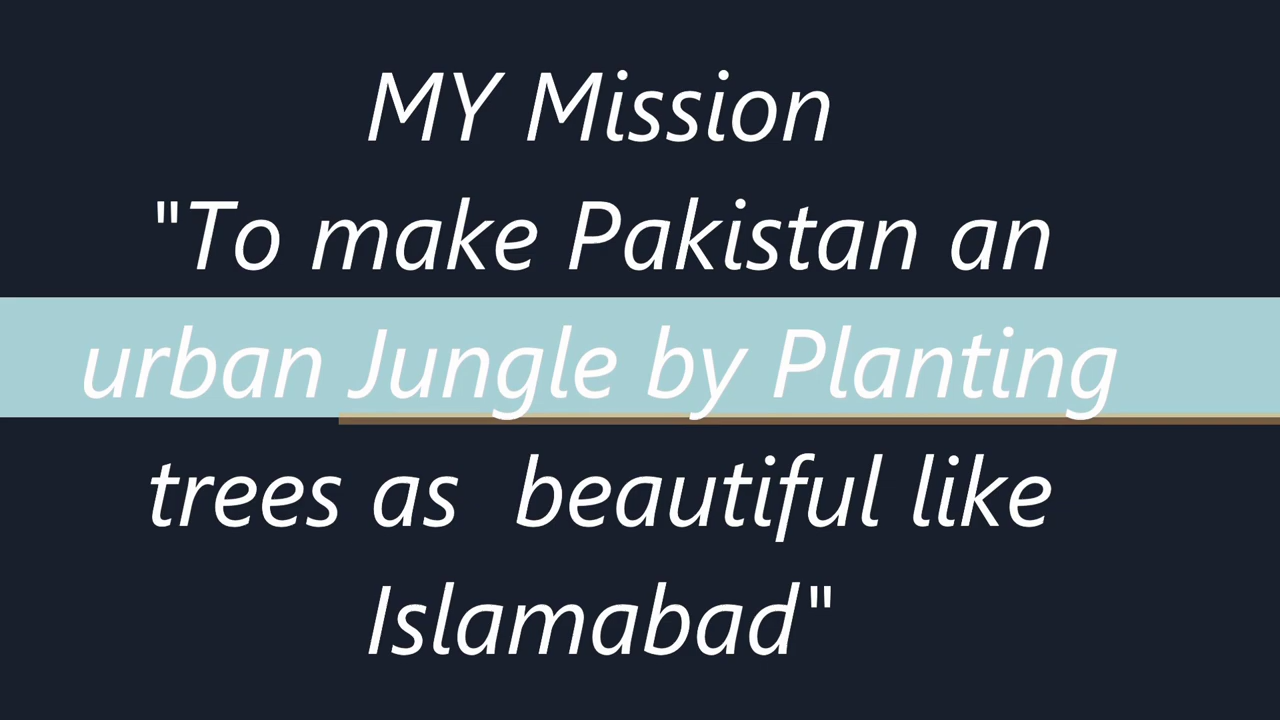 MY Mission
"To make Pakistan an
urban Jungle by Planting
trees as  beautiful like
Islamabad"